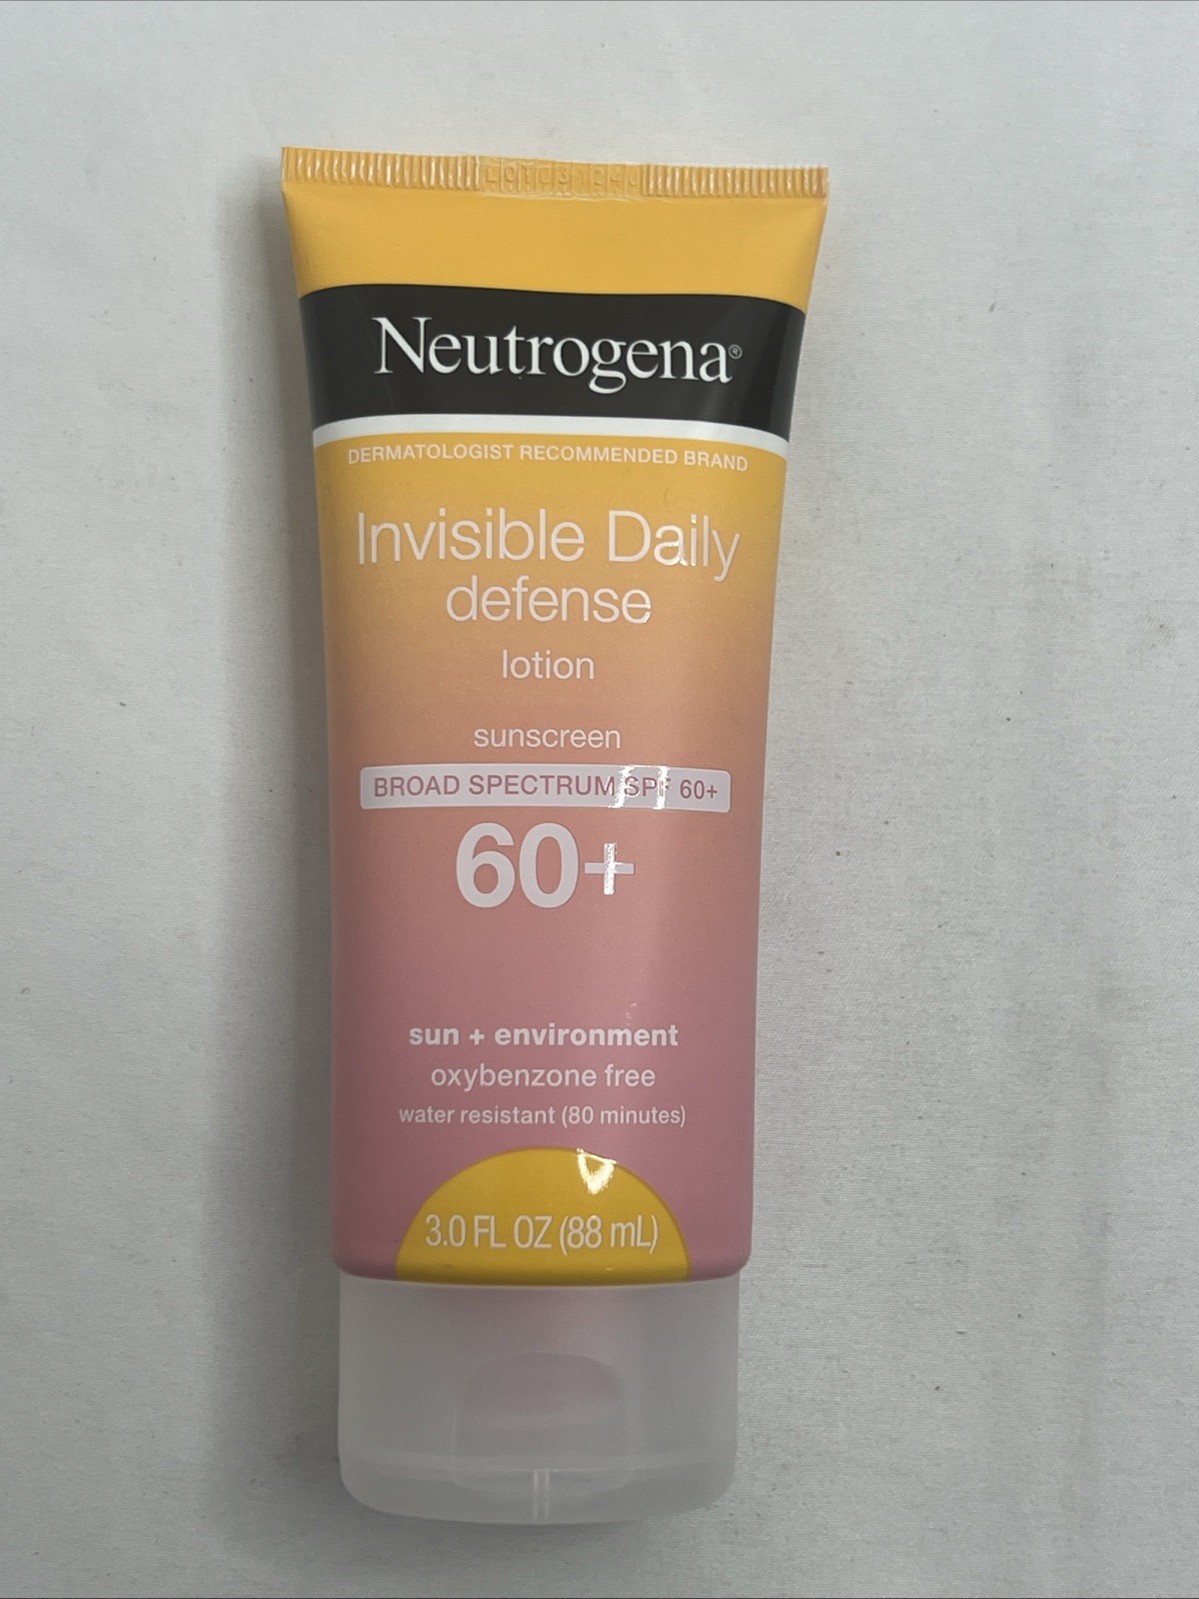 Neutrogena®
DERMATOLOGIST RECOMMENDED BRAND
Invisible Daily
defense
lotion
sunscreen
BROAD SPECTRUM SPF 60+
60+
sun + environment
oxybenzone free
water resistant (80 minutes)
3.0 FL OZ (88 mL)